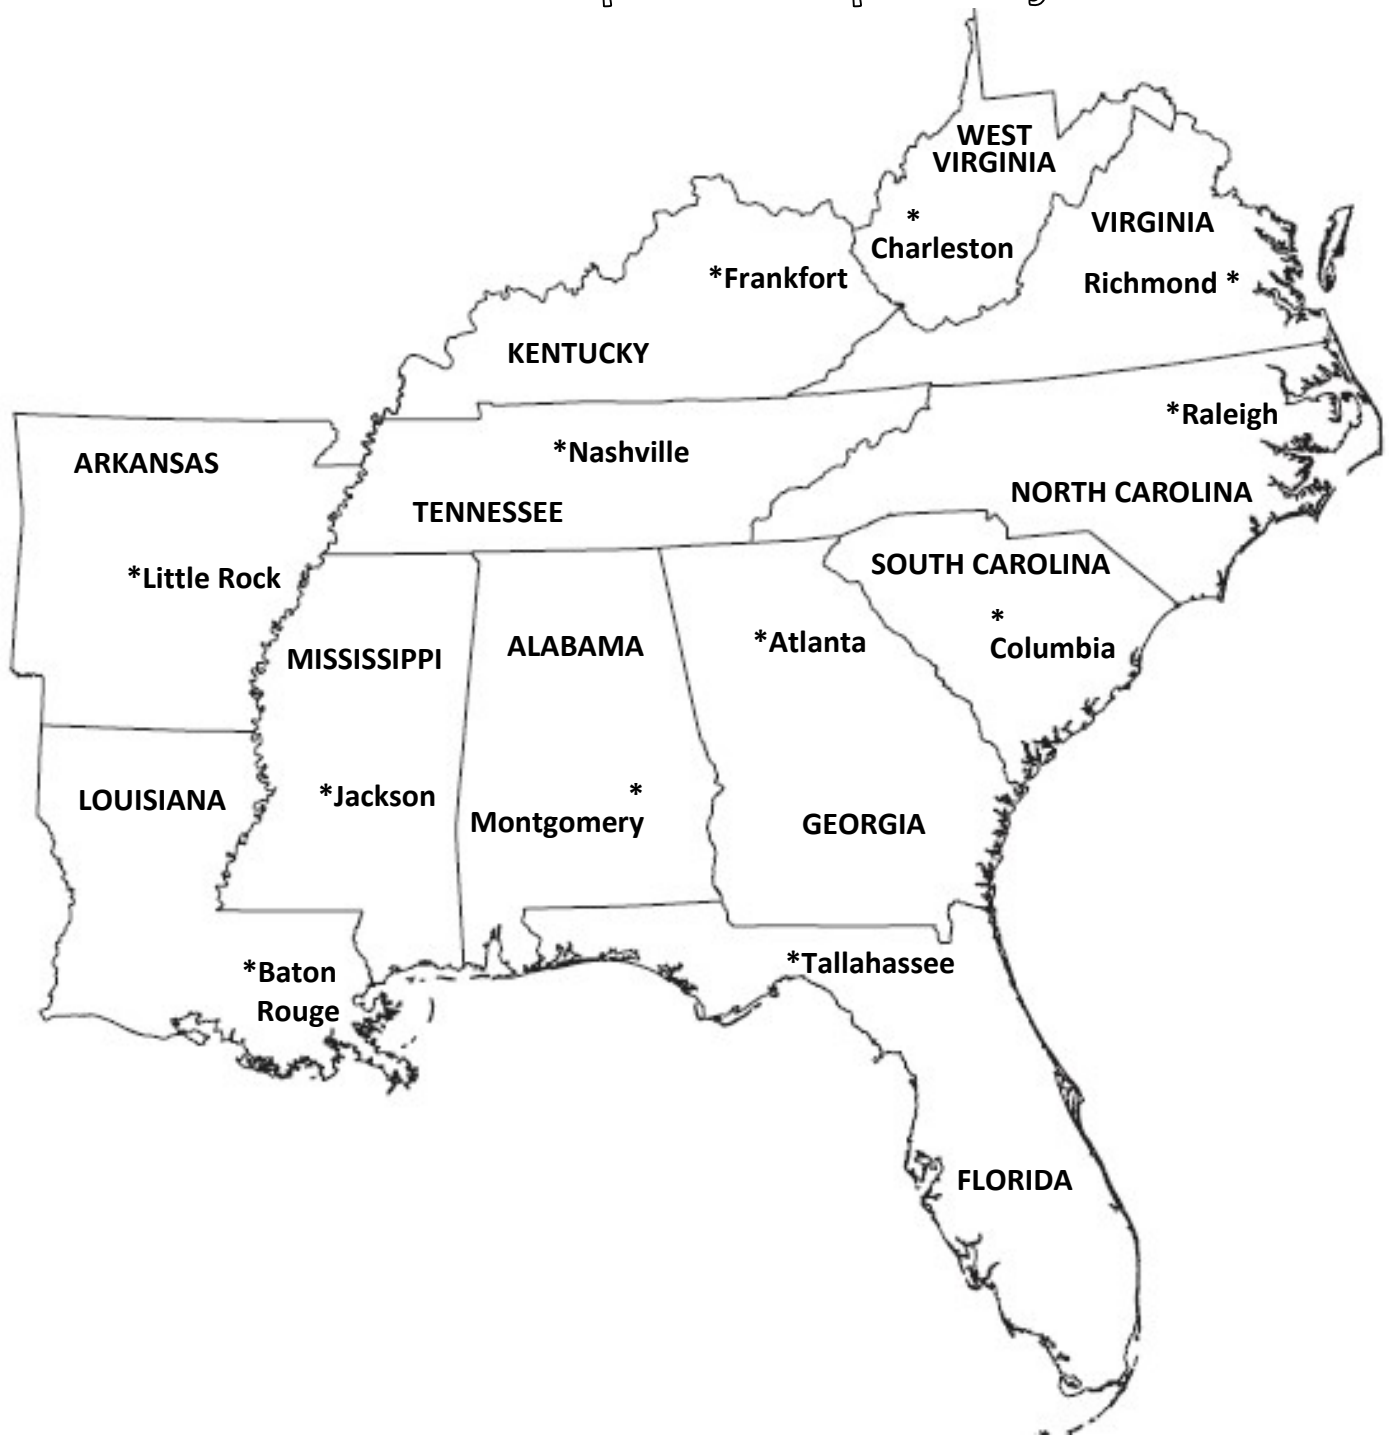 WEST
VIRGINIA
*
Charleston
VIRGINIA
Richmond *
*Frankfort
KENTUCKY
*Raleigh
NORTH CAROLINA
*Nashville
TENNESSEE
ARKANSAS
*Little Rock
SOUTH CAROLINA
*
Columbia
MISSISSIPPI
ALABAMA
*Atlanta
LOUISIANA
*Jackson
*
Montgomery
GEORGIA
*Baton
Rouge
*Tallahassee
FLORIDA